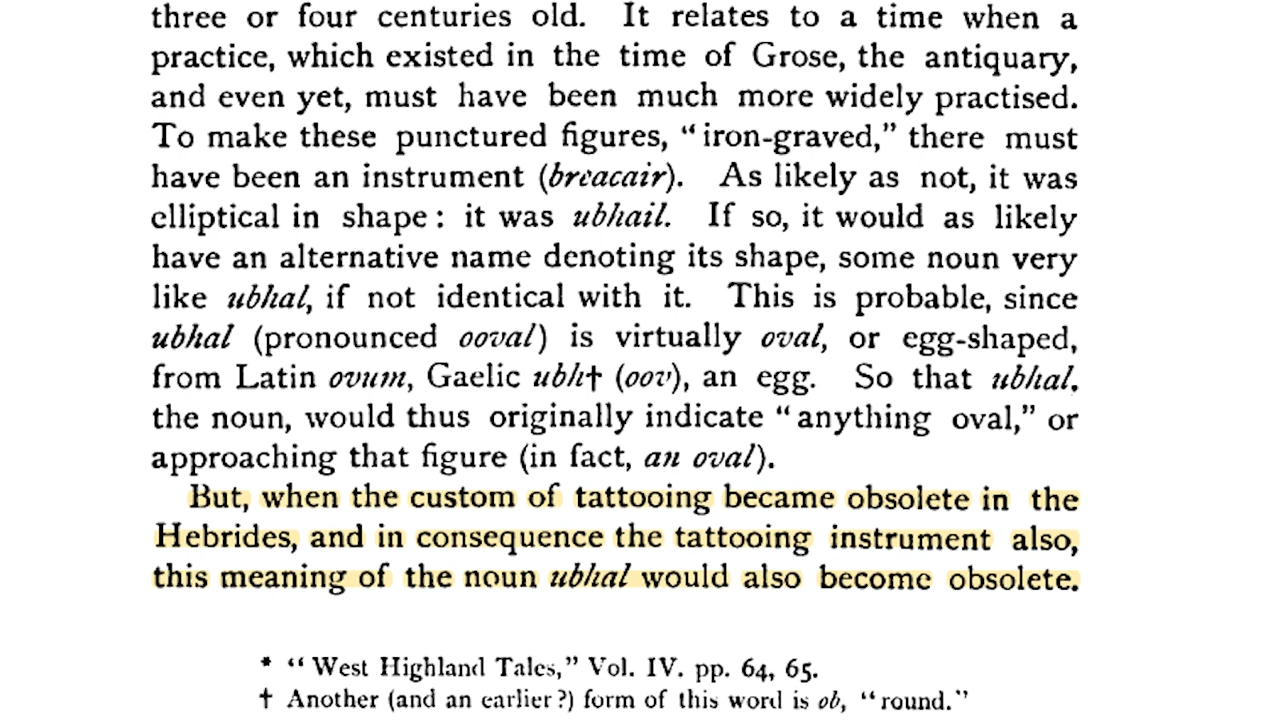 three or four centuries old. It relates to a time when a
practice, which existed in the time of Grose, the antiquary,
and even yet, must have been much more widely practised.
To make these punctured figures, “iron-graved,” there must
have been an instrument (breacair). As likely as not, it was
elliptical in shape: it was ubhail. If so, it would as likely
have an alternative name denoting its shape, some noun very
like ubhal, if not identical with it. This is probable, since
ubhal (pronounced ooval) is virtually oval, or egg-shaped,
from Latin ovum, Gaelic ubh† (oov), an egg. So that ubhal,
the noun, would thus originally indicate “anything oval,” or
approaching that figure (in fact, an oval).
But, when the custom of tattooing became obsolete in the
Hebrides, and in consequence the tattooing instrument also,
this meaning of the noun ubhal would also become obsolete.
* “West Highland Tales,” Vol. IV. pp. 64, 65.
† Another (and an earlier?) form of this word is ob, “round.”